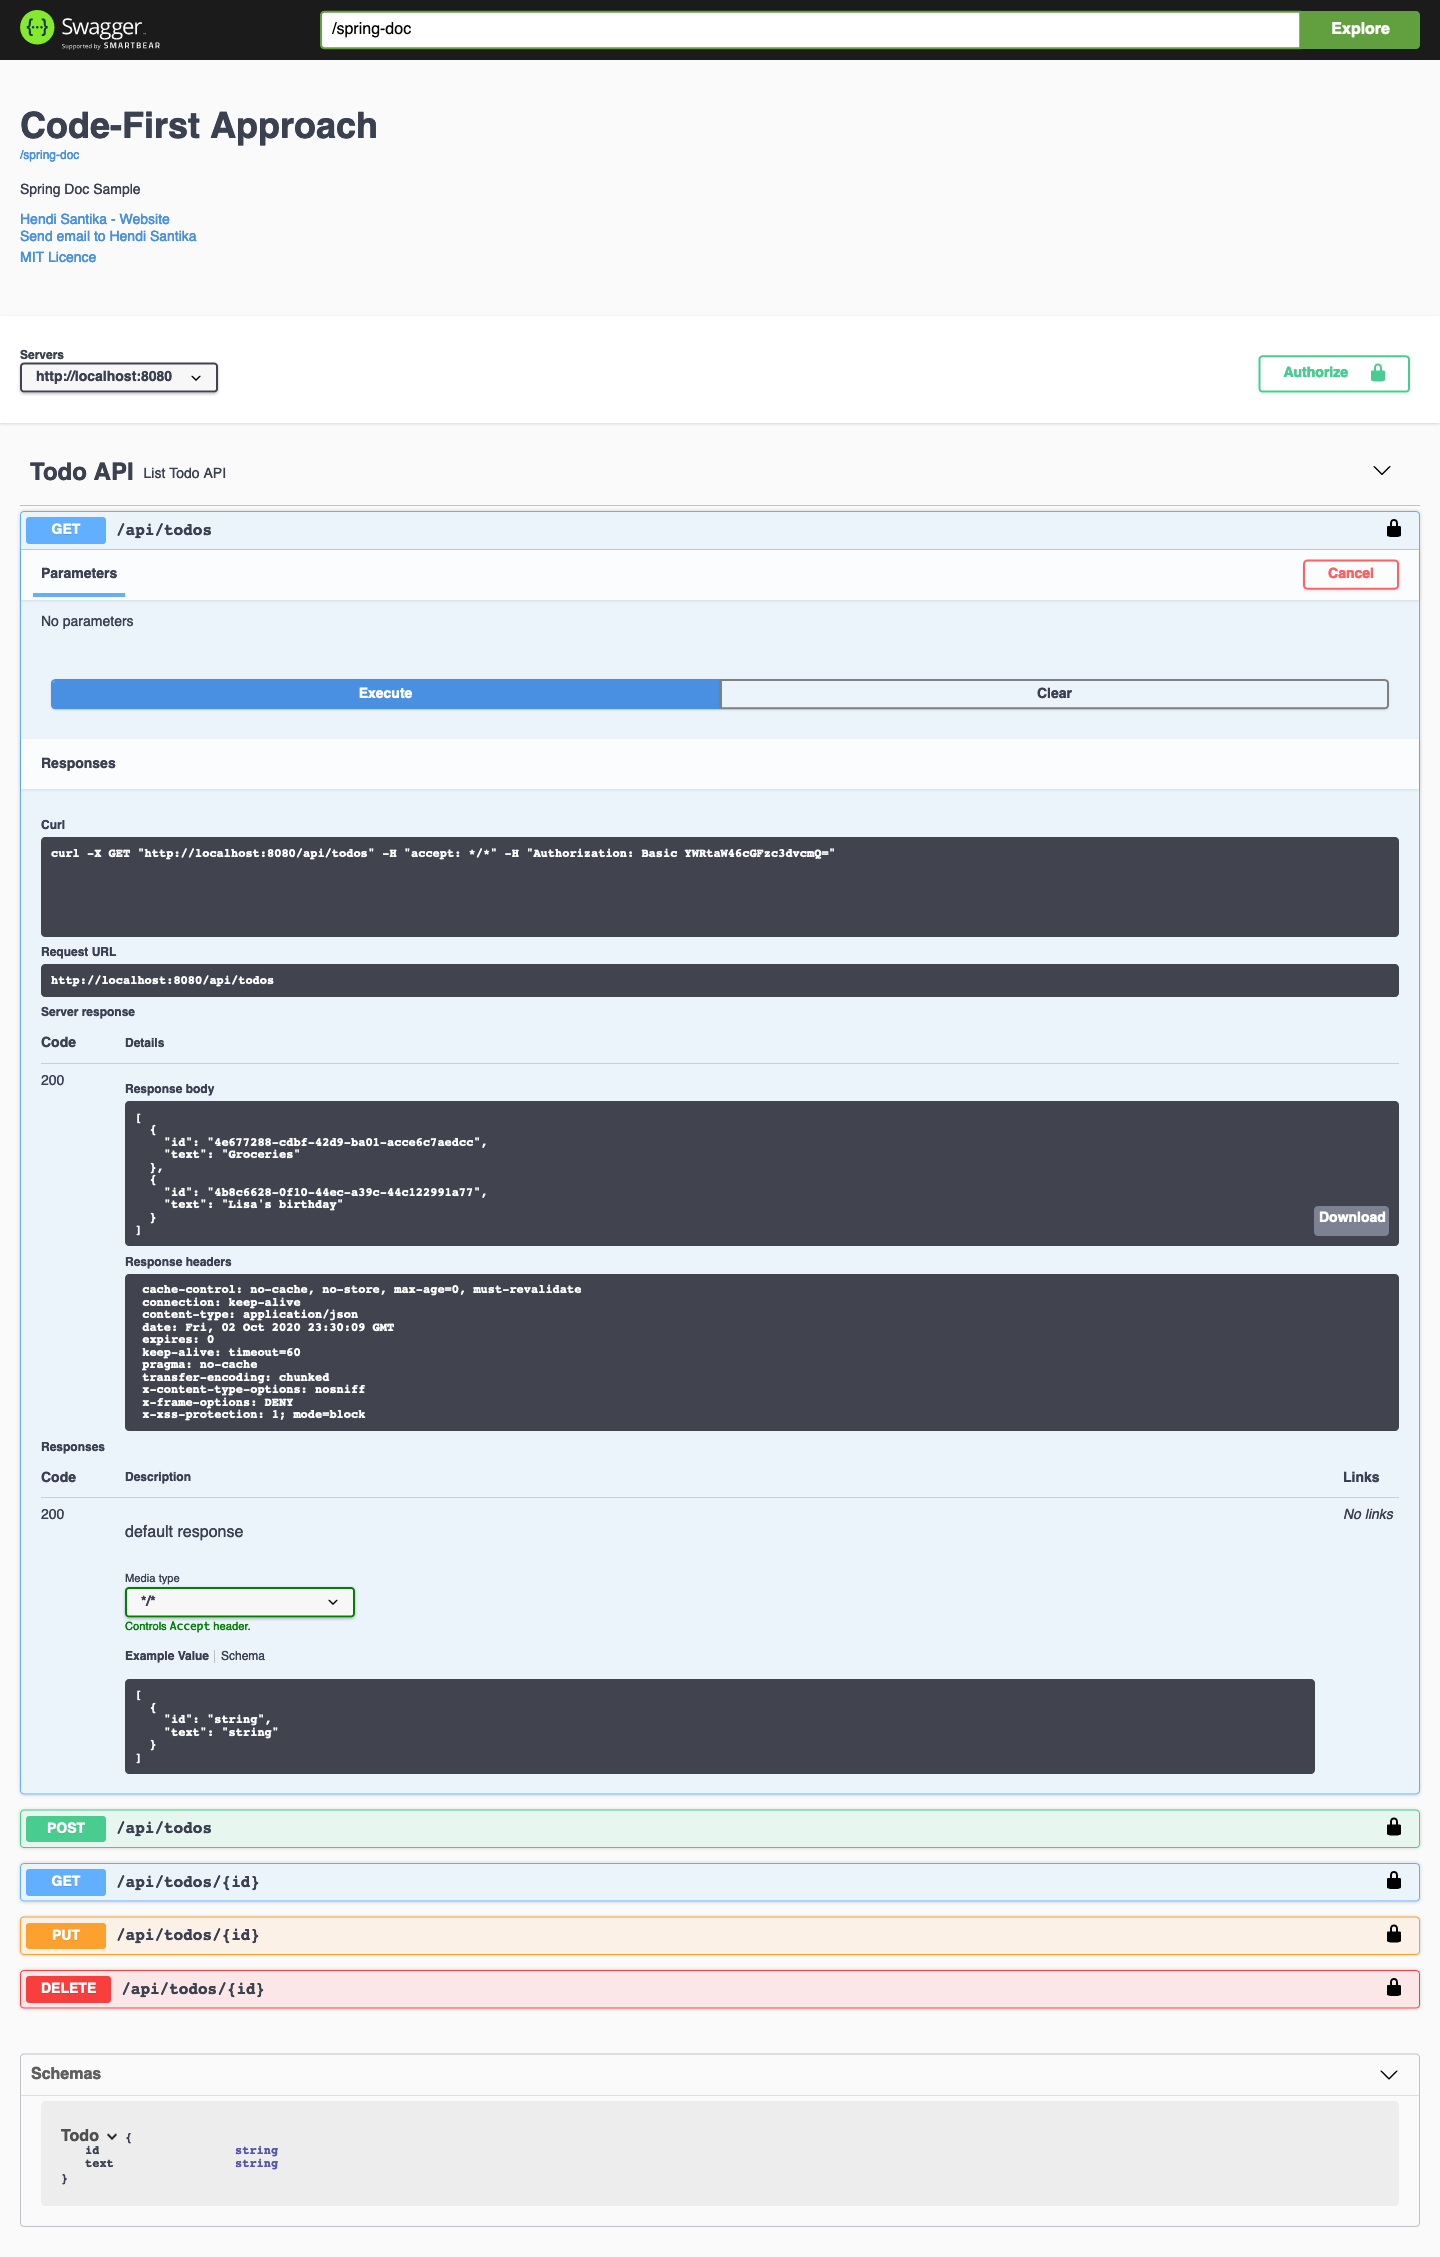 Swagger
Supported by SMARTBEAR
/spring-doc
Explore
Code-First Approach
/spring-doc
Spring Doc Sample
Hendi Santika - Website
Send email to Hendi Santika
MIT Licence
Servers
http://localhost:8080
Authorize
Todo API List Todo API
GET /api/todos
Parameters
Cancel
No parameters
Execute
Clear
Responses
Curl
curl -X GET "http://localhost:8080/api/todos" -H "accept: */*" -H "Authorization: Basic YWRtaW46cGFzc3dvcmQ="
Request URL
http://localhost:8080/api/todos
Server response
Code Details
200
Response body
[
{
"id": "4e677288-cdbf-42d9-ba01-acce6c7aedcc",
"text": "Groceries"
},
{
"id": "4b8c6628-0f10-44ec-a39c-44c122991a77",
"text": "Lisa's birthday"
}
]
Download
Response headers
cache-control: no-cache, no-store, max-age=0, must-revalidate
connection: keep-alive
content-type: application/json
date: Fri, 02 Oct 2020 23:30:09 GMT
expires: 0
keep-alive: timeout=60
pragma: no-cache
transfer-encoding: chunked
x-content-type-options: nosniff
x-frame-options: DENY
x-xss-protection: 1; mode=block
Responses
Code Description Links
200
default response
No links
Media type
*/*
Controls Accept header.
Example Value | Schema
[
{
"id": "string",
"text": "string"
}
]
POST /api/todos
GET /api/todos/{id}
PUT /api/todos/{id}
DELETE /api/todos/{id}
Schemas
Todo {
id string
text string
}